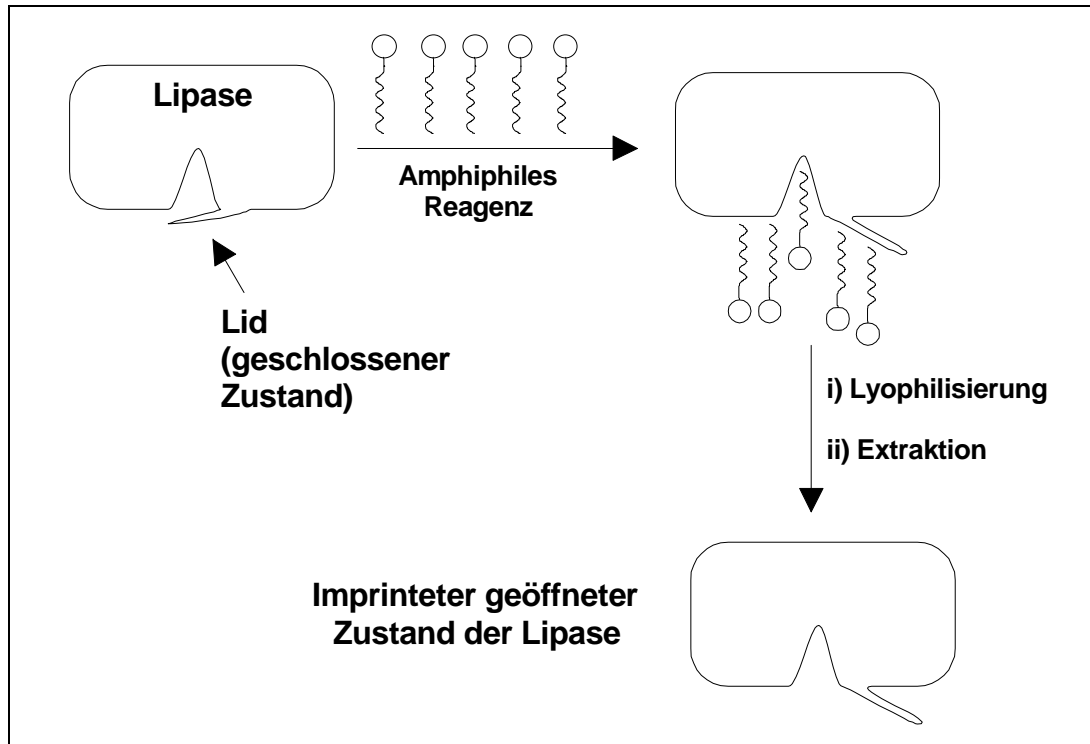 Lipase
Amphiphiles
Reagenz
Lid
(geschlossener
Zustand)
i) Lyophilisierung
ii) Extraktion
Imprinteter geöffneter
Zustand der Lipase